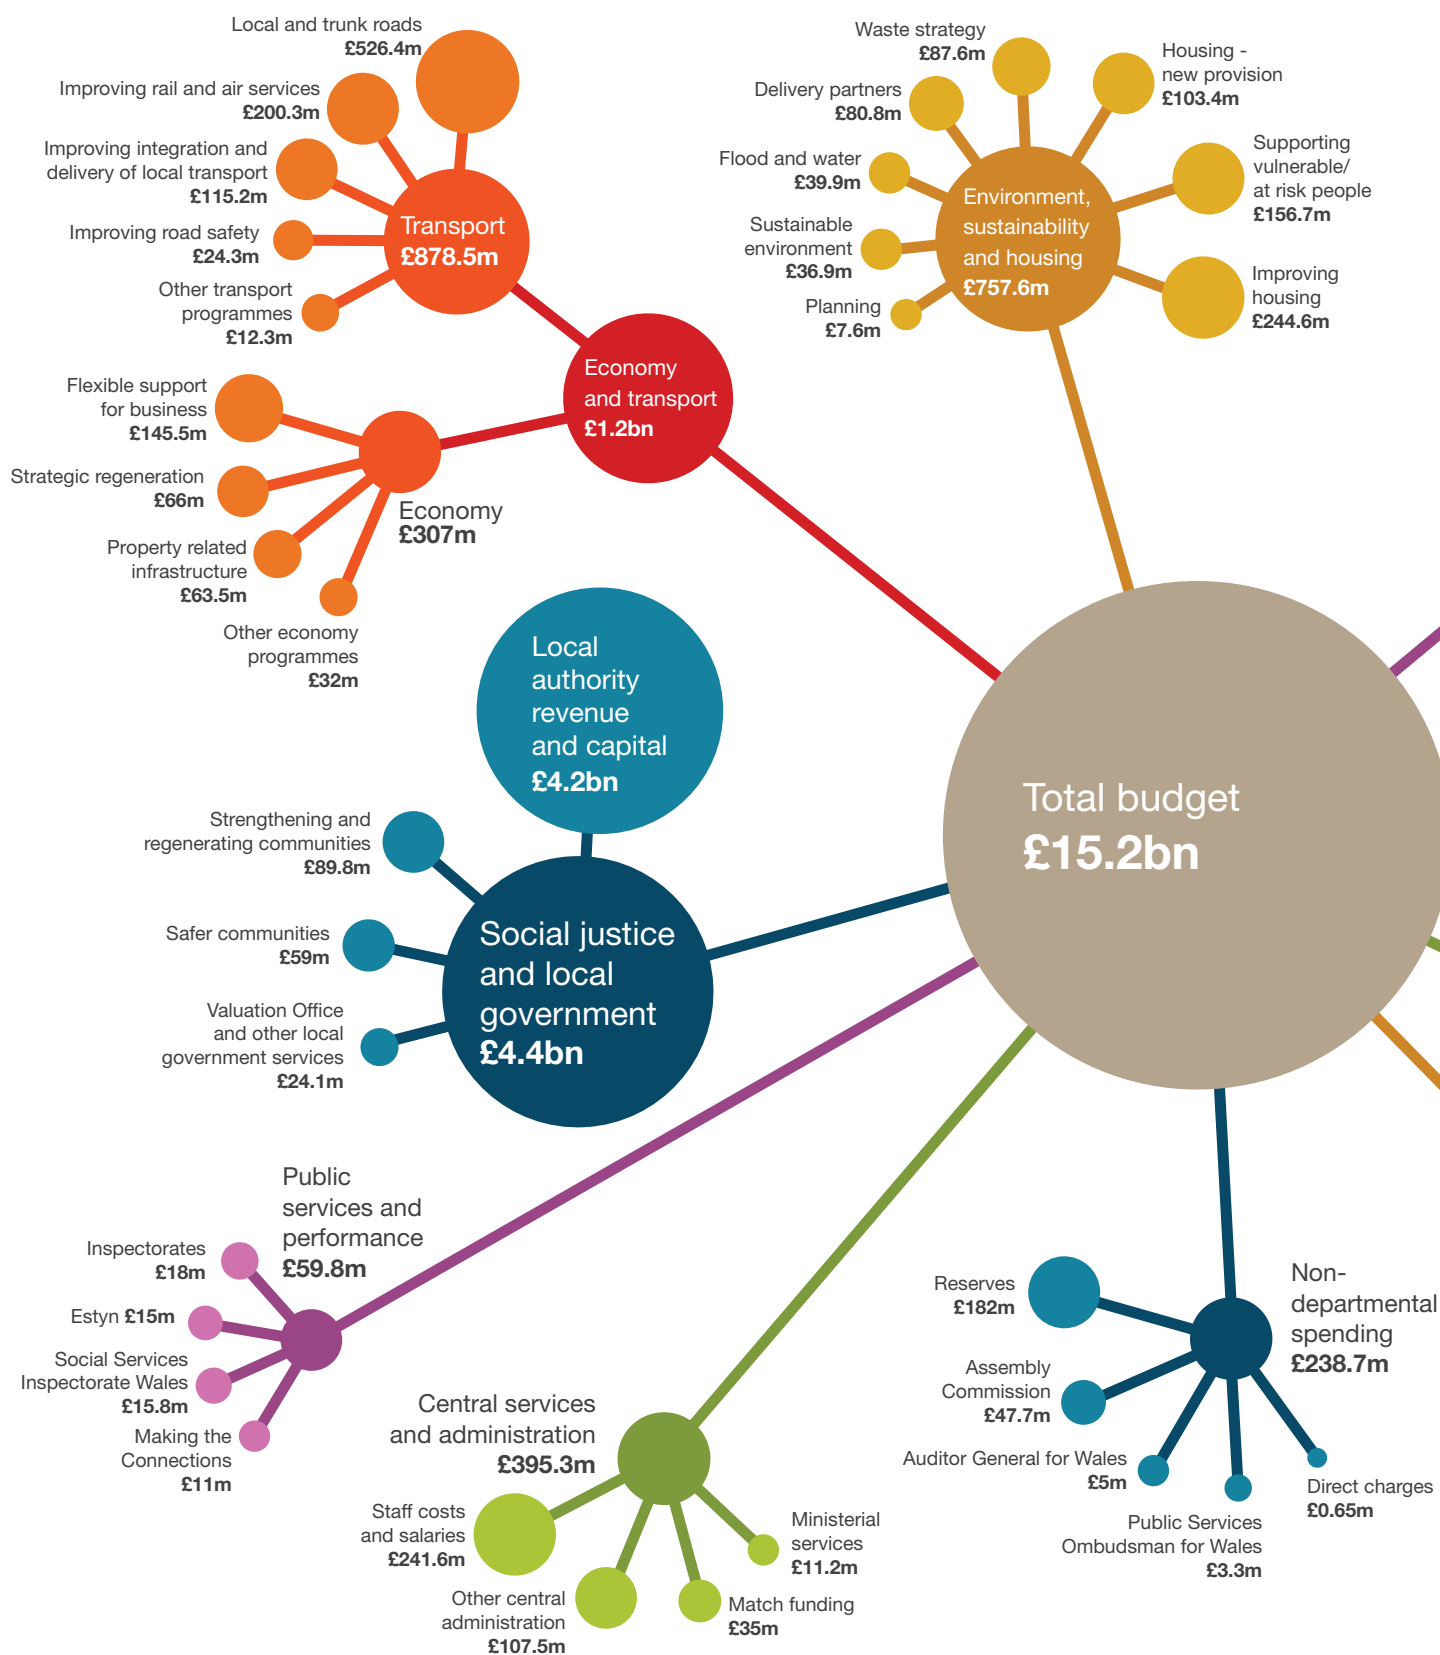 Local and trunk roads
£526.4m
Improving rail and air services
£200.3m
Improving integration and
delivery of local transport
£115.2m
Improving road safety
£24.3m
Other transport
programmes
£12.3m
Transport
£878.5m
Flexible support
for business
£145.5m
Strategic regeneration
£66m
Property related
infrastructure
£63.5m
Other economy
programmes
£32m
Economy
£307m
Economy
and transport
£1.2bn
Waste strategy
£87.6m
Delivery partners
£80.8m
Flood and water
£39.9m
Sustainable
environment
£36.9m
Planning
£7.6m
Housing -
new provision
£103.4m
Supporting
vulnerable/
at risk people
£156.7m
Improving
housing
£244.6m
Environment,
sustainability
and housing
£757.6m
Local
authority
revenue
and capital
£4.2bn
Strengthening and
regenerating communities
£89.8m
Safer communities
£59m
Valuation Office
and other local
government services
£24.1m
Social justice
and local
government
£4.4bn
Total budget
£15.2bn
Public
services and
performance
£59.8m
Inspectorates
£18m
Estyn £15m
Social Services
Inspectorate Wales
£15.8m
Making the
Connections
£11m
Central services
and administration
£395.3m
Staff costs
and salaries
£241.6m
Other central
administration
£107.5m
Match funding
£35m
Ministerial
services
£11.2m
Non-
departmental
spending
£238.7m
Reserves
£182m
Assembly
Commission
£47.7m
Auditor General for Wales
£5m
Public Services
Ombudsman for Wales
£3.3m
Direct charges
£0.65m